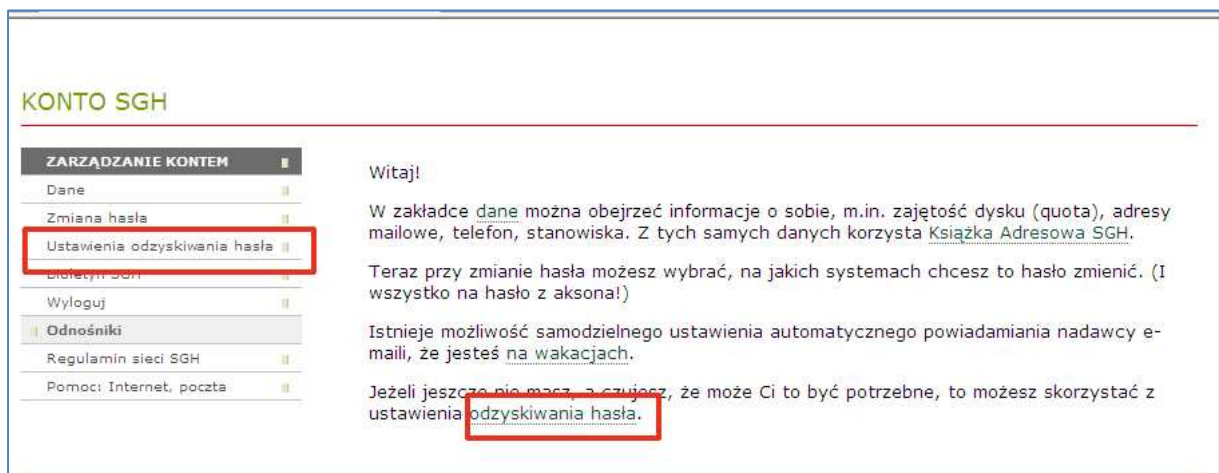 KONTO SGH
ZARZĄDZANIE KONTEM
Dane
Zmiana hasła
Ustawienia odzyskiwania hasła
Biuletyn SGH
Wyloguj
Odnośniki
Regulamin sieci SGH
Pomoc: Internet, poczta
Witaj!
W zakładce dane można obejrzeć informacje o sobie, m.in. zajętość dysku (quota), adresy
mailowe, telefon, stanowiska. Z tych samych danych korzysta Książka Adresowa SGH.
Teraz przy zmianie hasła możesz wybrać, na jakich systemach chcesz to hasło zmienić. (I
wszystko na hasło z aksona!)
Istnieje możliwość samodzielnego ustawienia automatycznego powiadamiania nadawcy e-
maili, że jesteś na wakacjach.
Jeżeli jeszcze nie masz, a czujesz, że może Ci to być potrzebne, to możesz skorzystać z
ustawienia odzyskiwania hasła.